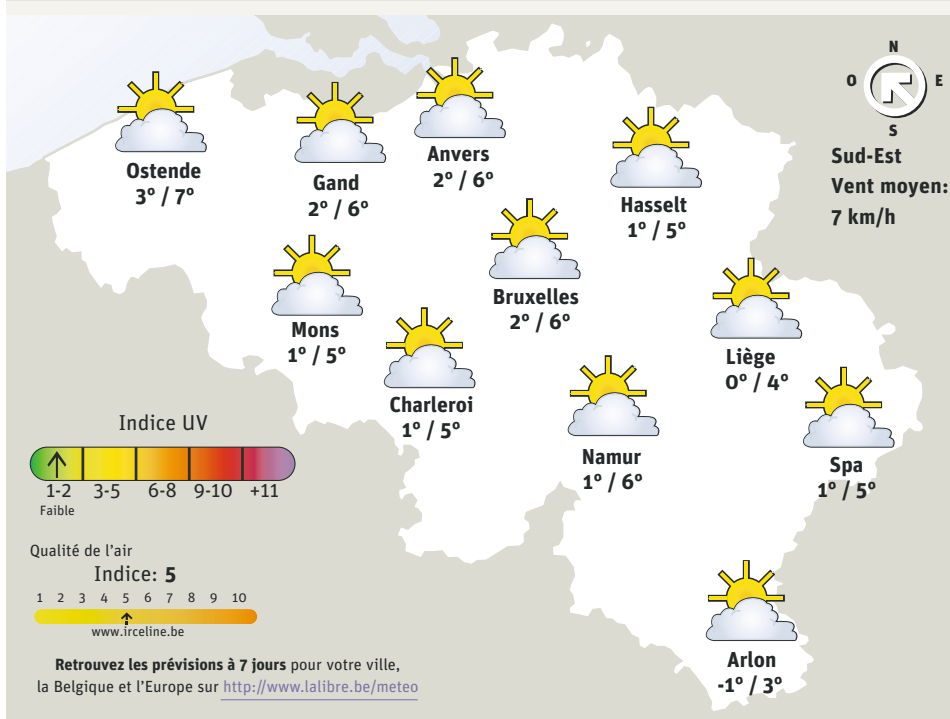 N
O
E
S
Sud-Est
Vent moyen:
7 km/h
Ostende
3° / 7°
Gand
2° / 6°
Anvers
2° / 6°
Hasselt
1° / 5°
Bruxelles
2° / 6°
Mons
1° / 5°
Charleroi
1° / 5°
Liège
0° / 4°
Namur
1° / 6°
Spa
1° / 5°
Arlon
-1° / 3°
Indice UV
1-2 3-5 6-8 9-10 +11
Faible
Qualité de l'air
Indice: 5
1 2 3 4 5 6 7 8 9 10
www.irceline.be
Retrouvez les prévisions à 7 jours pour votre ville,
la Belgique et l'Europe sur http://www.lalibre.be/meteo